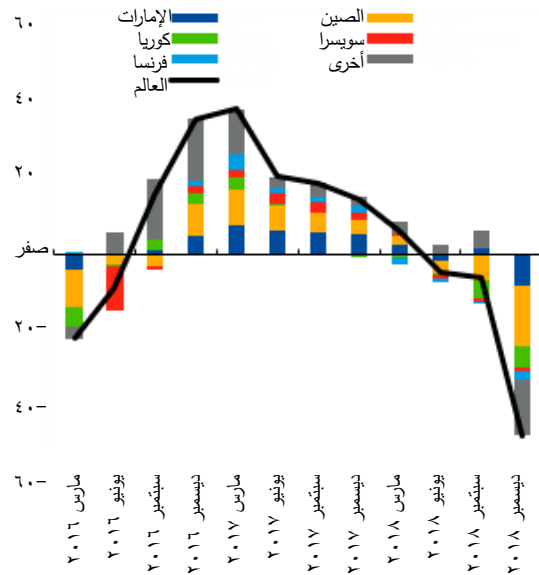 الإمارات
الصين
كوريا
سويسرا
فرنسا
أخرى
العالم
٦٠
٤٠
٢٠
صفر
٢٠−
٤٠−
٦٠−
مارس ٢٠١٦
يونيو ٢٠١٦
سبتمبر ٢٠١٦
ديسمبر ٢٠١٦
مارس ٢٠١٧
يونيو ٢٠١٧
سبتمبر ٢٠١٧
ديسمبر ٢٠١٧
مارس ٢٠١٨
يونيو ٢٠١٨
سبتمبر ٢٠١٨
ديسمبر ٢٠١٨